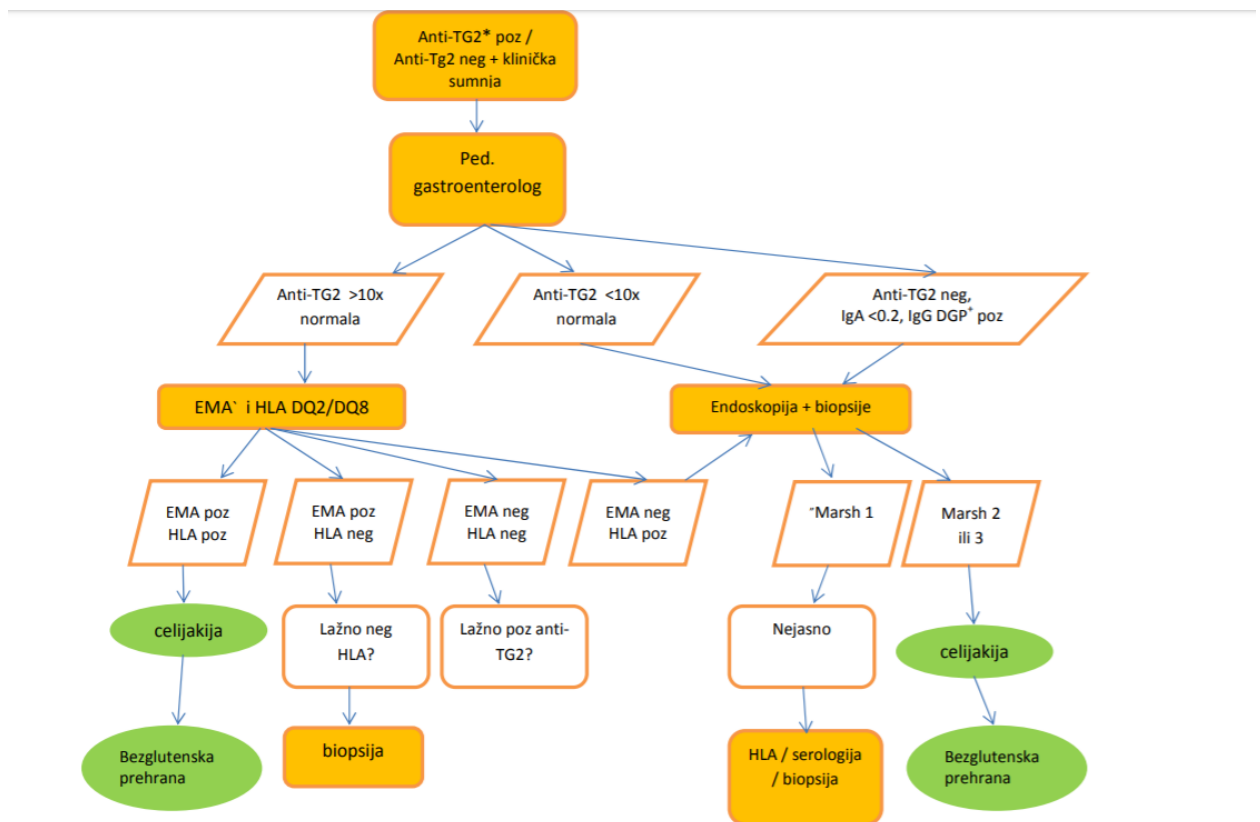 Anti-TG2* poz /
Anti-Tg2 neg + klinička
sumnja
Ped.
gastroenterolog
Anti-TG2 >10x
normala
Anti-TG2 <10x
normala
Anti-TG2 neg,
IgA <0.2, IgG DGP⁺ poz
EMA` i HLA DQ2/DQ8
Endoskopija + biopsije
EMA poz
HLA poz
EMA poz
HLA neg
EMA neg
HLA neg
EMA neg
HLA poz
"Marsh 1
Marsh 2
ili 3
celijakija
Lažno neg
HLA?
Lažno poz anti-
TG2?
Nejasno
celijakija
Bezglutenska
prehrana
biopsija
HLA / serologija
/ biopsija
Bezglutenska
prehrana